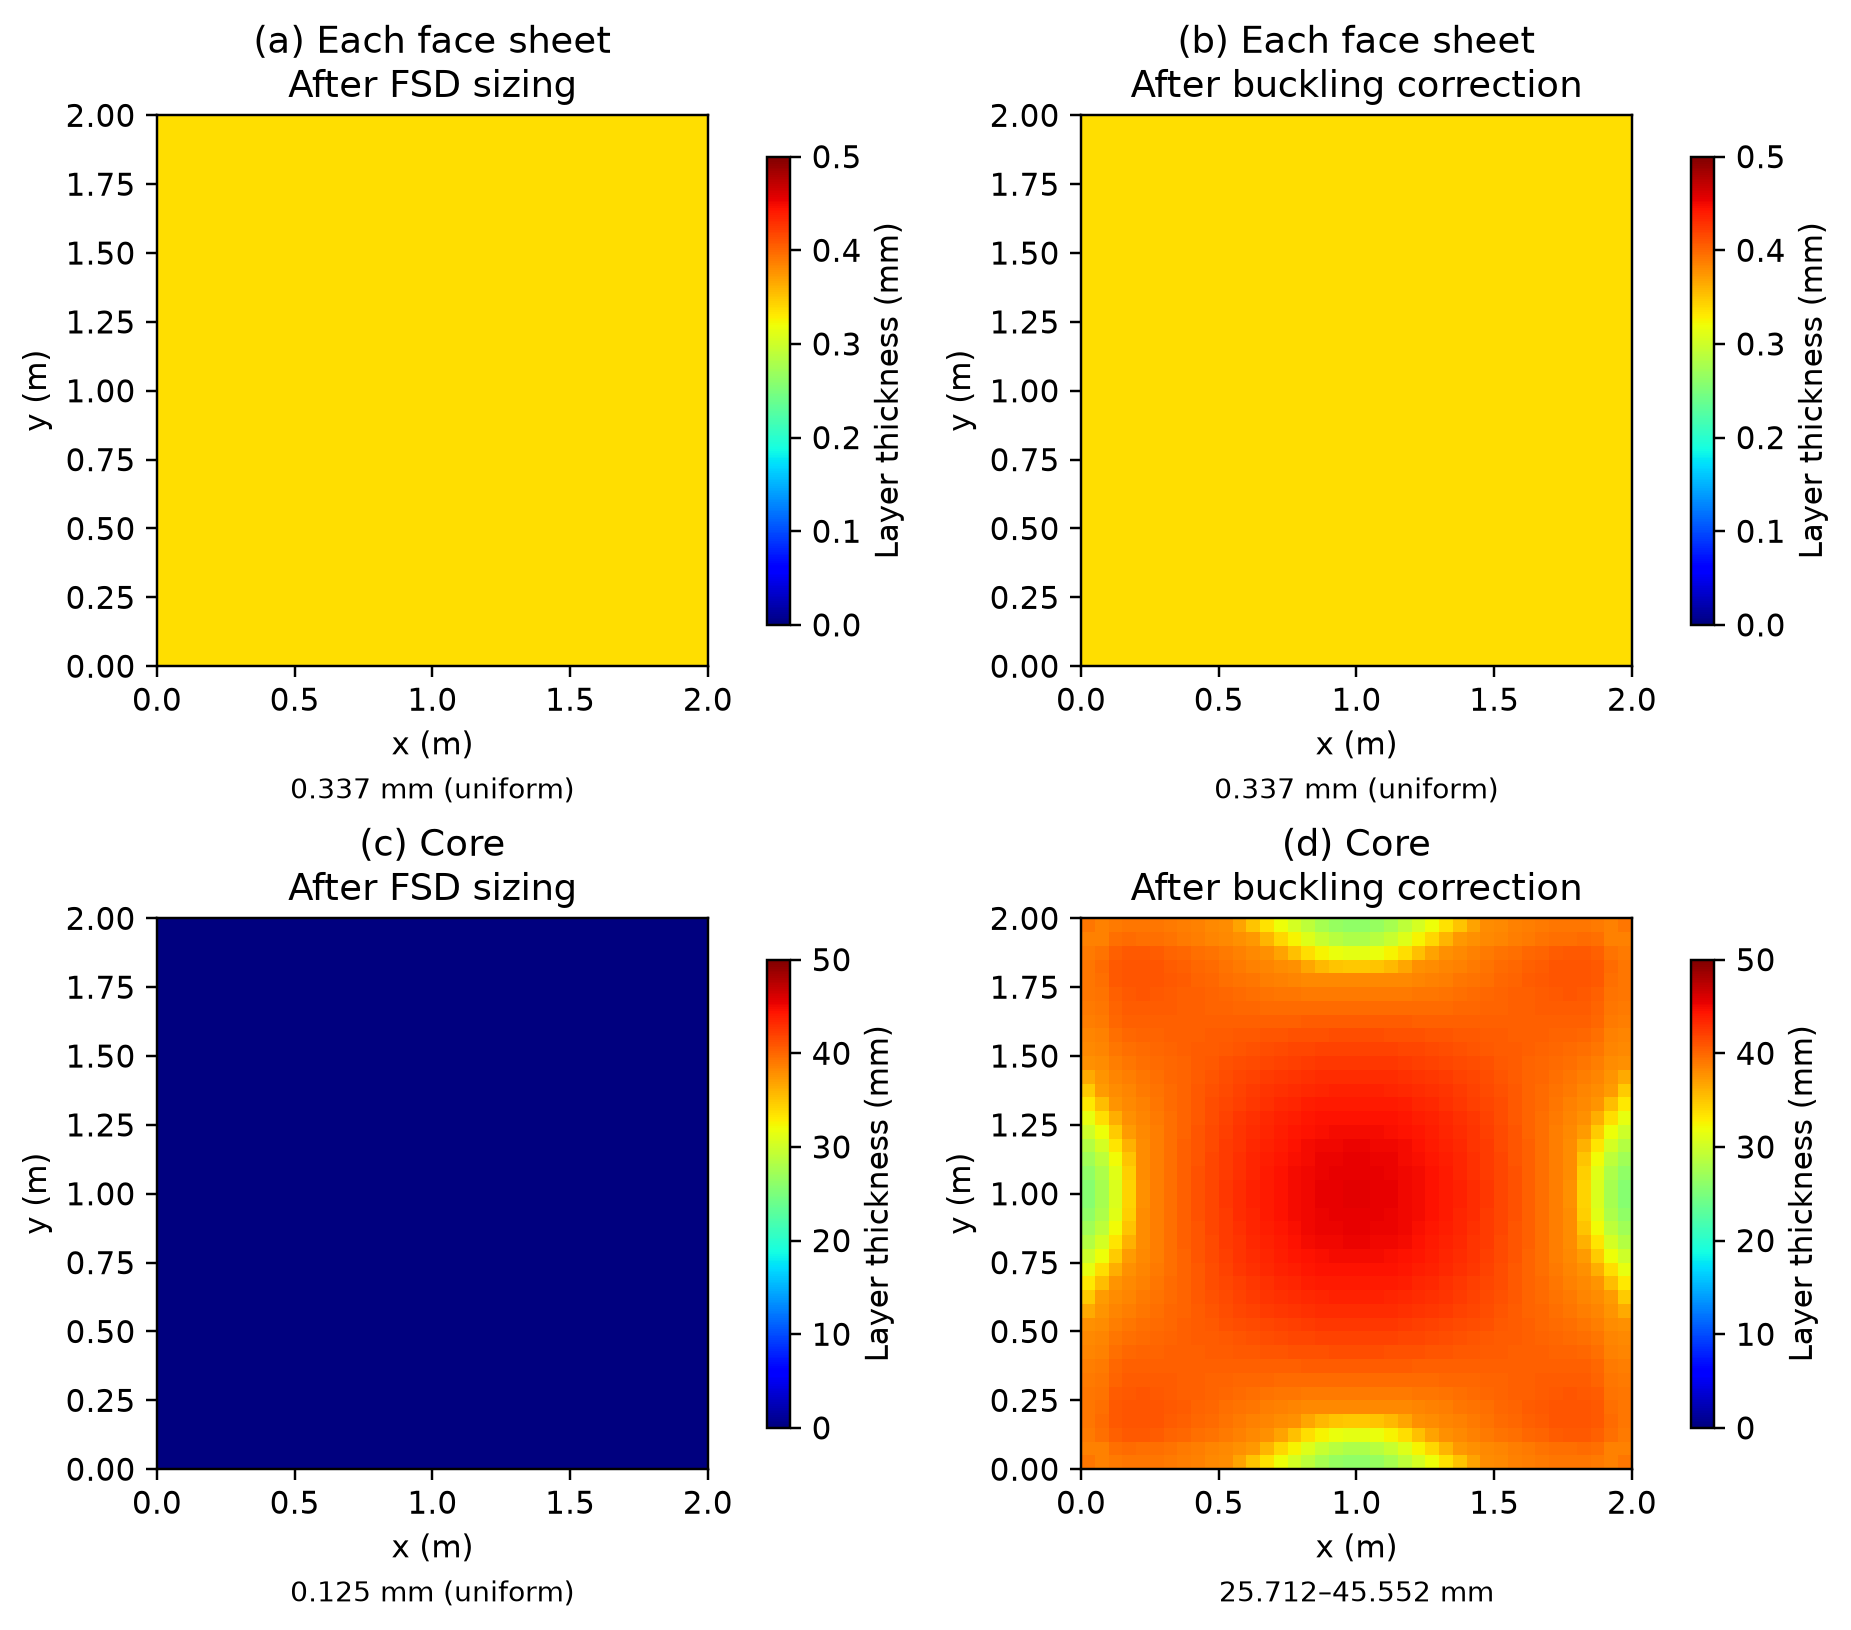 (a) Each face sheet
After FSD sizing
2.00
1.75
1.50
1.25
1.00
0.75
0.50
0.25
0.00
y (m)
0.0 0.5 1.0 1.5 2.0
x (m)
0.337 mm (uniform)
0.5
0.4
0.3
0.2
0.1
0.0
Layer thickness (mm)
(b) Each face sheet
After buckling correction
2.00
1.75
1.50
1.25
1.00
0.75
0.50
0.25
0.00
y (m)
0.0 0.5 1.0 1.5 2.0
x (m)
0.337 mm (uniform)
0.5
0.4
0.3
0.2
0.1
0.0
Layer thickness (mm)
(c) Core
After FSD sizing
2.00
1.75
1.50
1.25
1.00
0.75
0.50
0.25
0.00
y (m)
0.0 0.5 1.0 1.5 2.0
x (m)
0.125 mm (uniform)
50
40
30
20
10
0
Layer thickness (mm)
(d) Core
After buckling correction
2.00
1.75
1.50
1.25
1.00
0.75
0.50
0.25
0.00
y (m)
0.0 0.5 1.0 1.5 2.0
x (m)
25.712–45.552 mm
50
40
30
20
10
0
Layer thickness (mm)